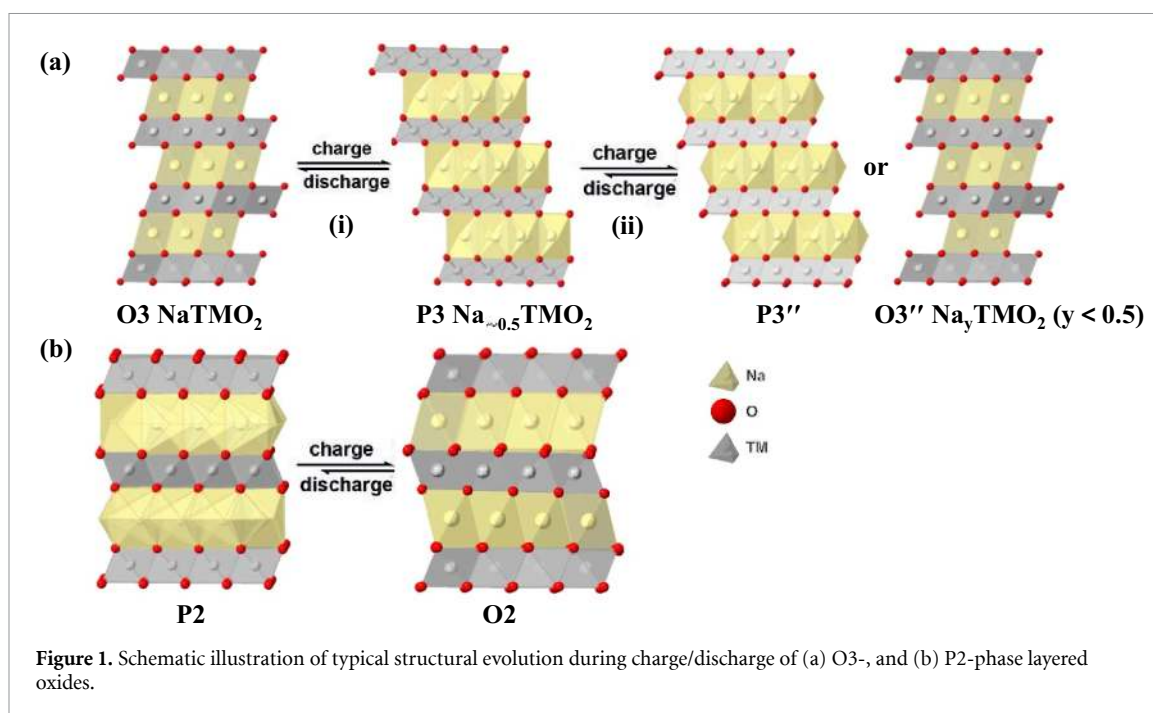 (a)
charge
discharge
(i)
charge
discharge
(ii)
or
O3 NaTMO₂
P3 Na~0.5TMO₂
P3′′
O3′′ NayTMO₂ (y < 0.5)
(b)
charge
discharge
Na
O
TM
P2
O2
Figure 1. Schematic illustration of typical structural evolution during charge/discharge of (a) O3-, and (b) P2-phase layered
oxides.